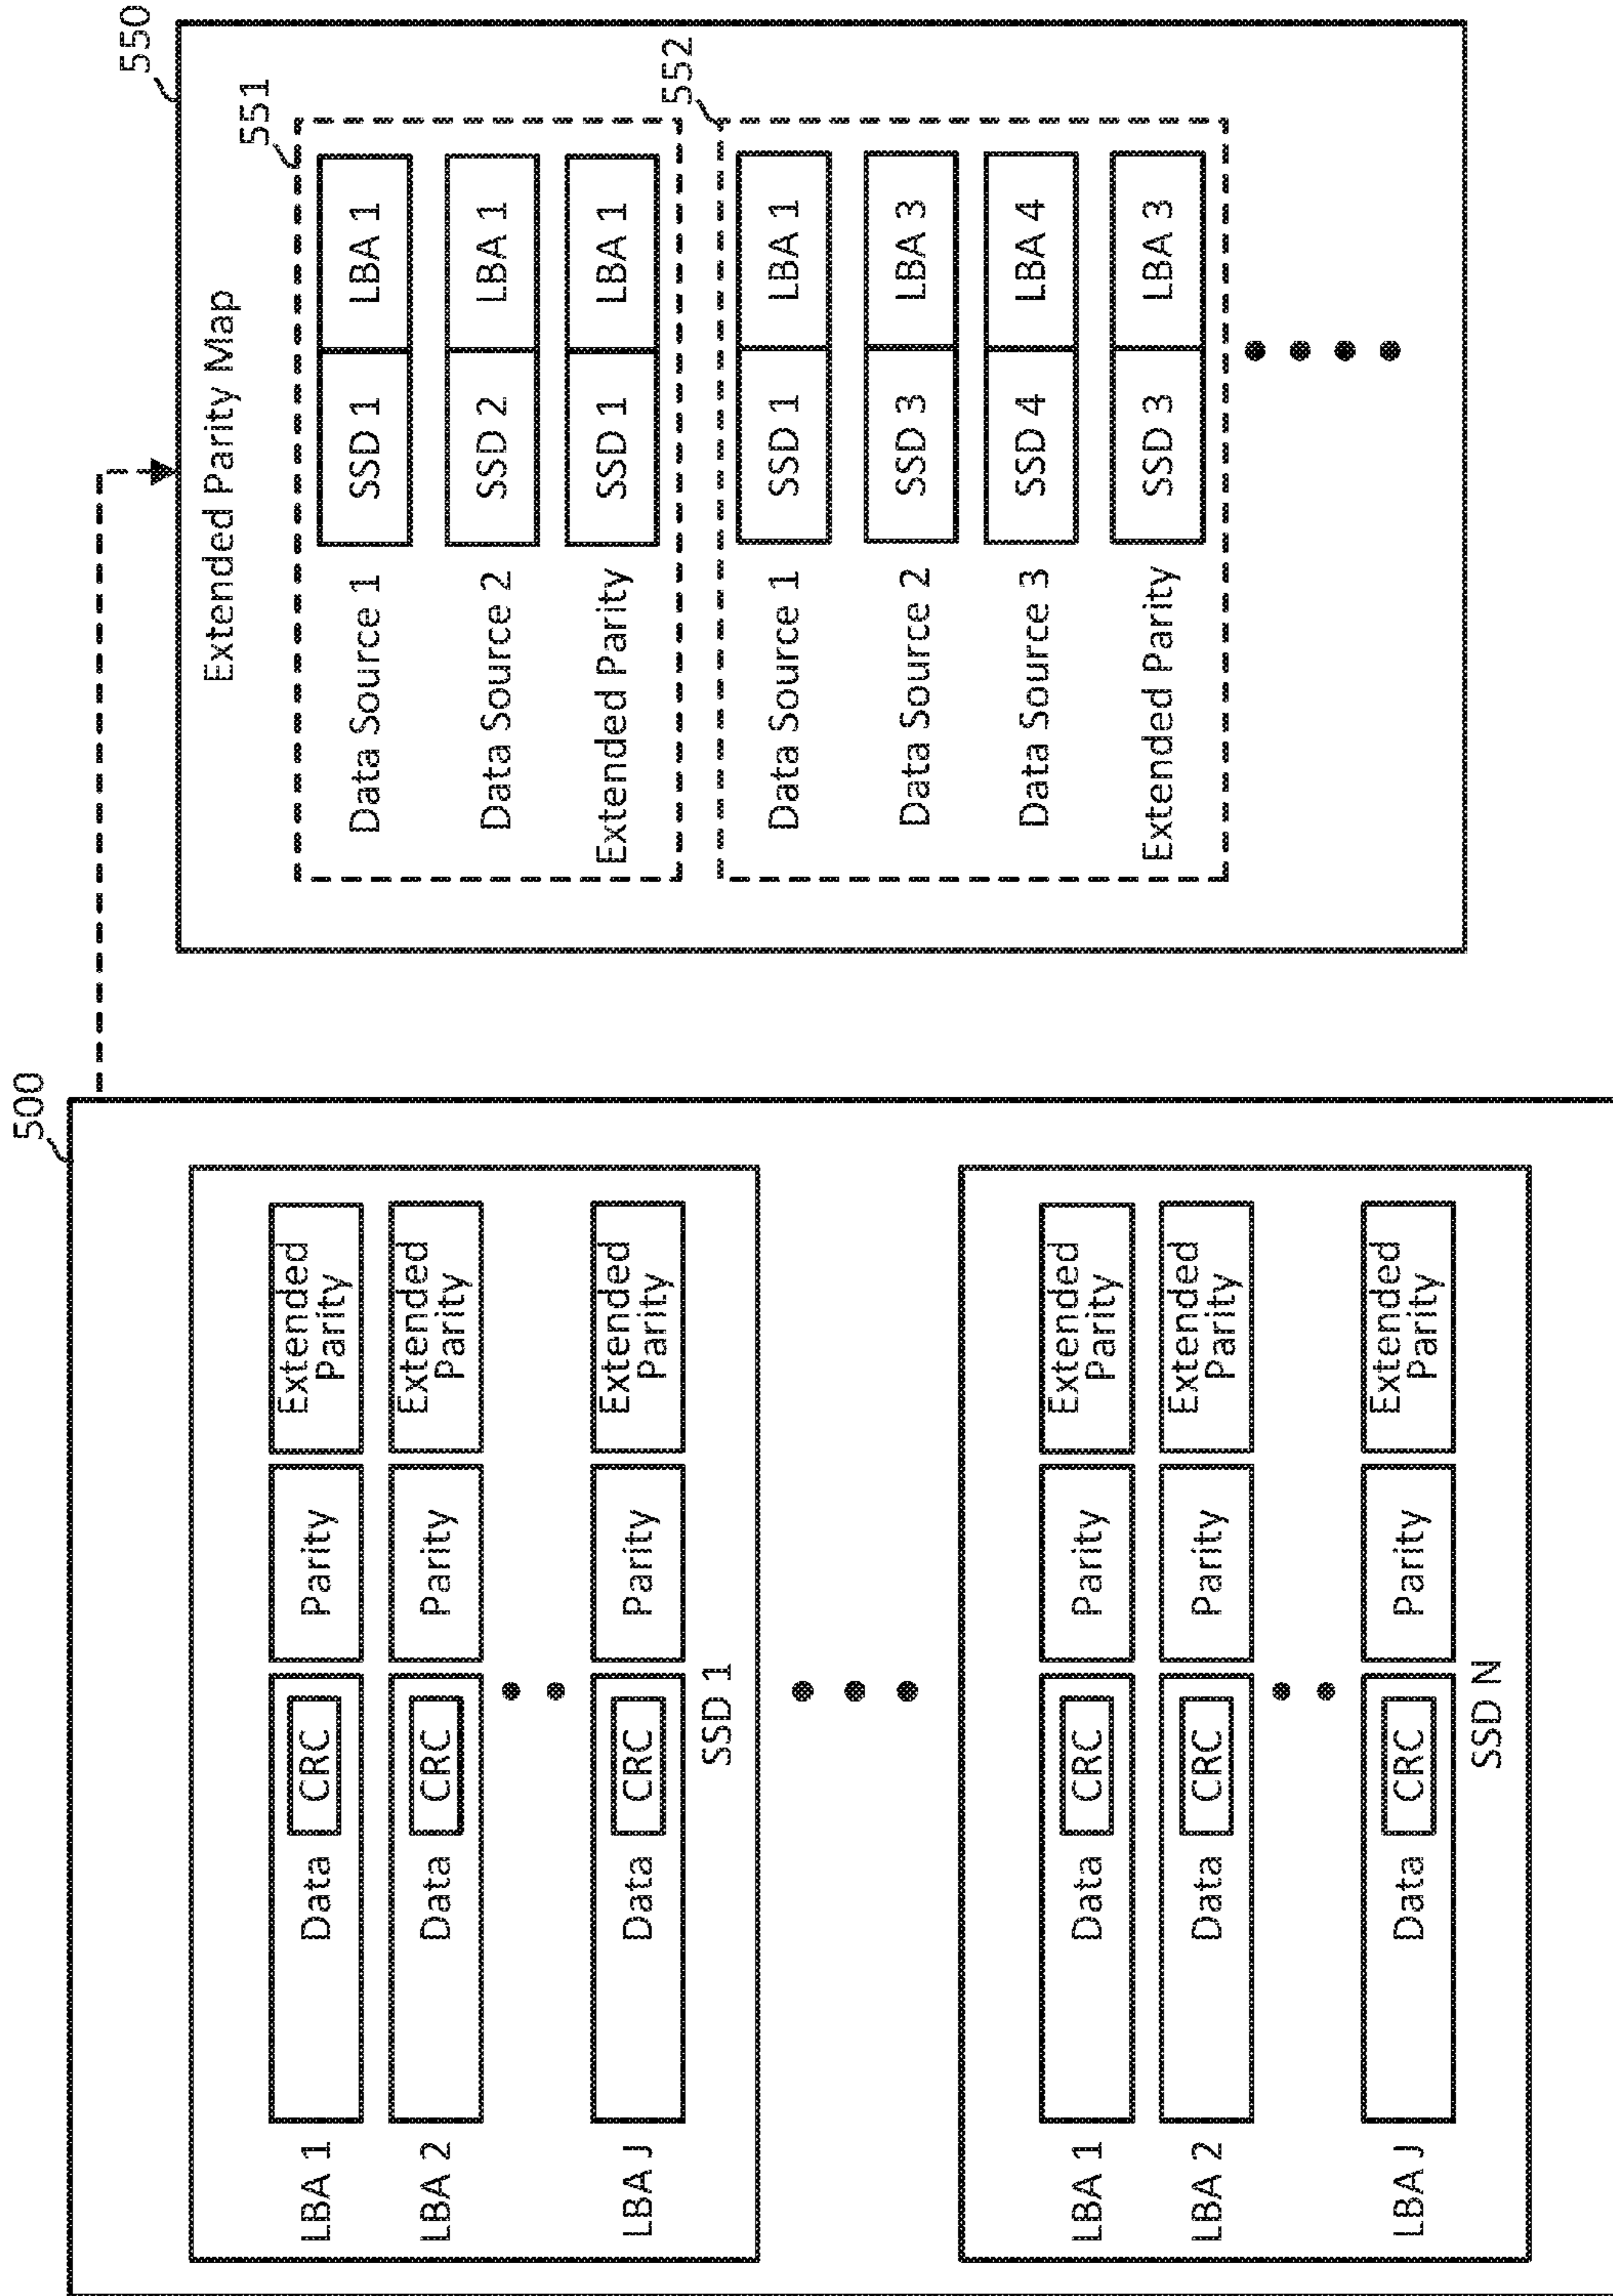 500
LBA 1 Data CRC Parity Extended Parity
LBA 2 Data CRC Parity Extended Parity
LBA J Data CRC Parity Extended Parity
SSD 1
LBA 1 Data CRC Parity Extended Parity
LBA 2 Data CRC Parity Extended Parity
LBA J Data CRC Parity Extended Parity
SSD N
550
Extended Parity Map
551
Data Source 1 SSD 1 LBA 1
Data Source 2 SSD 2 LBA 1
Extended Parity SSD 1 LBA 1
552
Data Source 1 SSD 1 LBA 1
Data Source 2 SSD 3 LBA 3
Data Source 3 SSD 4 LBA 4
Extended Parity SSD 3 LBA 3